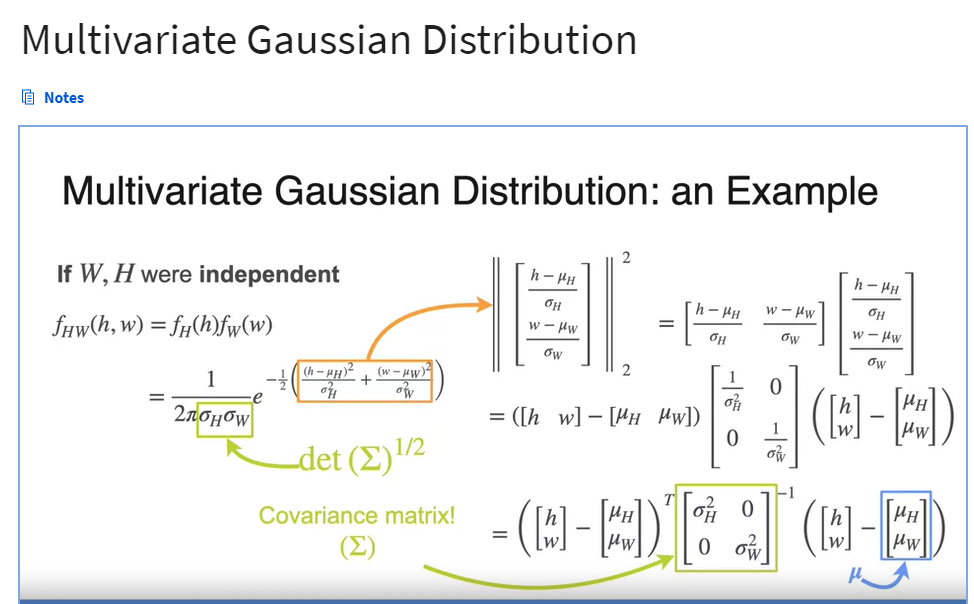 Multivariate Gaussian Distribution
Notes
Multivariate Gaussian Distribution: an Example
If W, H were independent
f_{HW}(h, w) = f_H(h)f_W(w)
= \frac{1}{2\pi\sigma_H\sigma_W} e^{-\frac{1}{2}\left(\frac{(h-\mu_H)^2}{\sigma_H^2} + \frac{(w-\mu_W)^2}{\sigma_W^2}\right)}
det (Σ)^{1/2}
Covariance matrix!
(Σ)
\left\| \begin{bmatrix} \frac{h-\mu_H}{\sigma_H} \\ \frac{w-\mu_W}{\sigma_W} \end{bmatrix} \right\|_2^2 = \begin{bmatrix} \frac{h-\mu_H}{\sigma_H} & \frac{w-\mu_W}{\sigma_W} \end{bmatrix} \begin{bmatrix} \frac{h-\mu_H}{\sigma_H} \\ \frac{w-\mu_W}{\sigma_W} \end{bmatrix}
= ([h \quad w] - [\mu_H \quad \mu_W]) \begin{bmatrix} \frac{1}{\sigma_H^2} & 0 \\ 0 & \frac{1}{\sigma_W^2} \end{bmatrix} \left( \begin{bmatrix} h \\ w \end{bmatrix} - \begin{bmatrix} \mu_H \\ \mu_W \end{bmatrix} \right)
= \left( \begin{bmatrix} h \\ w \end{bmatrix} - \begin{bmatrix} \mu_H \\ \mu_W \end{bmatrix} \right)^T \begin{bmatrix} \sigma_H^2 & 0 \\ 0 & \sigma_W^2 \end{bmatrix}^{-1} \left( \begin{bmatrix} h \\ w \end{bmatrix} - \begin{bmatrix} \mu_H \\ \mu_W \end{bmatrix} \right)
μ